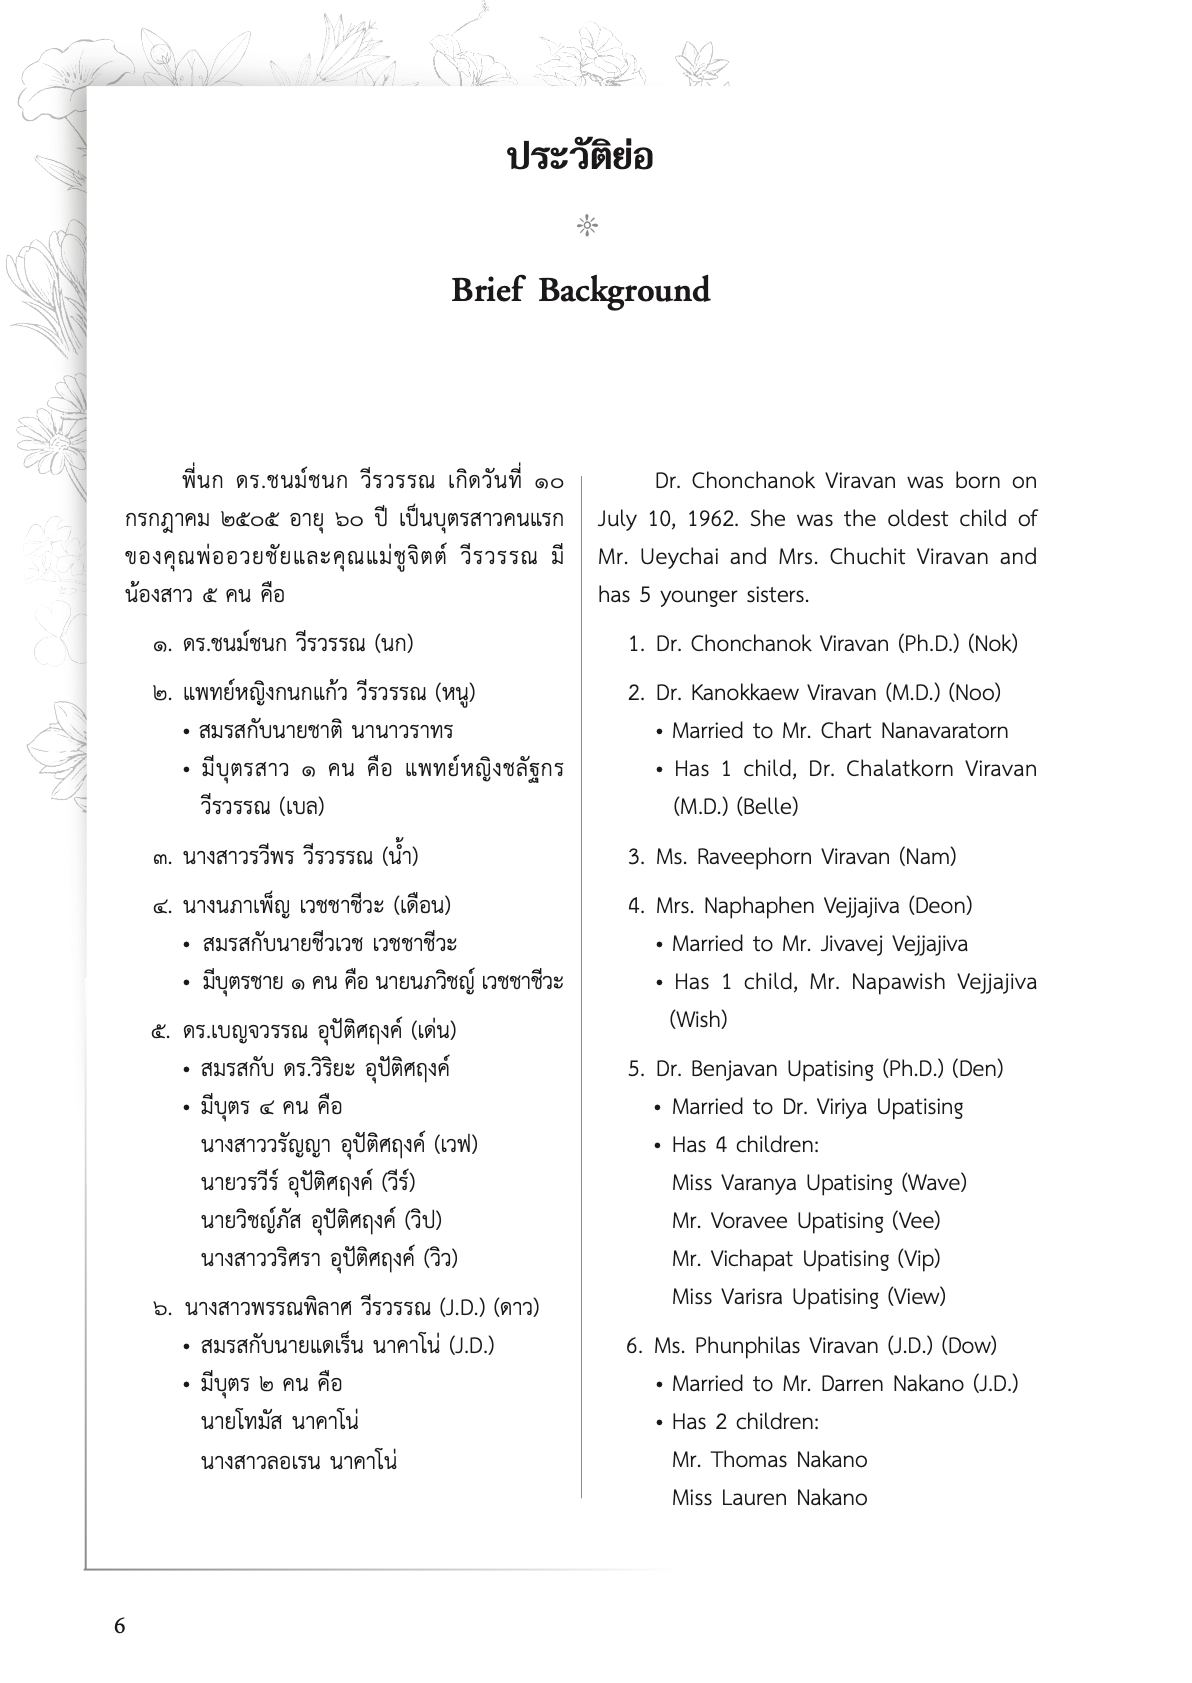 ประวัติย่อ
Brief Background
พี่นก ดร.ชนม์ชนก วีรวรรณ เกิดวันที่ ๑๐
กรกฎาคม ๒๕๐๕ อายุ ๖๐ ปี เป็นบุตรสาวคนแรก
ของคุณพ่ออวยชัยและคุณแม่ชูจิตต์ วีรวรรณ มี
น้องสาว ๕ คน คือ
๑. ดร.ชนม์ชนก วีรวรรณ (นก)
๒. แพทย์หญิงกนกแก้ว วีรวรรณ (หนู)
• สมรสกับนายชาติ นานาวราทร
• มีบุตรสาว ๑ คน คือ แพทย์หญิงชลัฐกร
วีรวรรณ (เบล)
๓. นางสาวรวีพร วีรวรรณ (น้ำ)
๔. นางนภาเพ็ญ เวชชาชีวะ (เดือน)
• สมรสกับนายชีวเวช เวชชาชีวะ
• มีบุตรชาย ๑ คน คือ นายนภวิชญ์ เวชชาชีวะ
๕. ดร.เบญจวรรณ อุปัติศฤงค์ (เด่น)
• สมรสกับ ดร.วิริยะ อุปัติศฤงค์
• มีบุตร ๔ คน คือ
นางสาววรัญญา อุปัติศฤงค์ (เวฟ)
นายวรวีร์ อุปัติศฤงค์ (วีร์)
นายวิชญ์ภัส อุปัติศฤงค์ (วิป)
นางสาววริศรา อุปัติศฤงค์ (วิว)
๖. นางสาวพรรณพิลาศ วีรวรรณ (J.D.) (ดาว)
• สมรสกับนายแดเร็น นาคาโน่ (J.D.)
• มีบุตร ๒ คน คือ
นายโทมัส นาคาโน่
นางสาวลอเรน นาคาโน่
Dr. Chonchanok Viravan was born on
July 10, 1962. She was the oldest child of
Mr. Ueychai and Mrs. Chuchit Viravan and
has 5 younger sisters.
1. Dr. Chonchanok Viravan (Ph.D.) (Nok)
2. Dr. Kanokkaew Viravan (M.D.) (Noo)
• Married to Mr. Chart Nanavaratorn
• Has 1 child, Dr. Chalatkorn Viravan
(M.D.) (Belle)
3. Ms. Raveephorn Viravan (Nam)
4. Mrs. Naphaphen Vejjajiva (Deon)
• Married to Mr. Jivavej Vejjajiva
• Has 1 child, Mr. Napawish Vejjajiva
(Wish)
5. Dr. Benjavan Upatising (Ph.D.) (Den)
• Married to Dr. Viriya Upatising
• Has 4 children:
Miss Varanya Upatising (Wave)
Mr. Voravee Upatising (Vee)
Mr. Vichapat Upatising (Vip)
Miss Varisra Upatising (View)
6. Ms. Phunphilas Viravan (J.D.) (Dow)
• Married to Mr. Darren Nakano (J.D.)
• Has 2 children:
Mr. Thomas Nakano
Miss Lauren Nakano
6